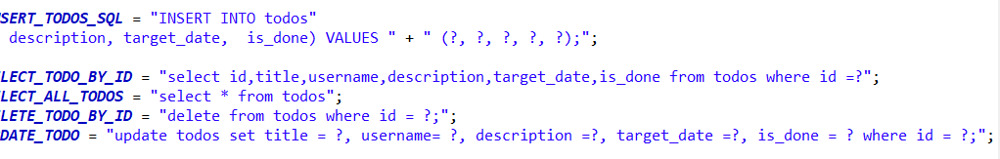 SERT_TODOS_SQL = "INSERT INTO todos"
description, target_date,  is_done) VALUES " + " (?, ?, ?, ?, ?);";
LECT_TODO_BY_ID = "select id,title,username,description,target_date,is_done from todos where id =?";
LECT_ALL_TODOS = "select * from todos";
LETE_TODO_BY_ID = "delete from todos where id = ?;";
DATE_TODO = "update todos set title = ?, username= ?, description =?, target_date =?, is_done = ? where id = ?;";